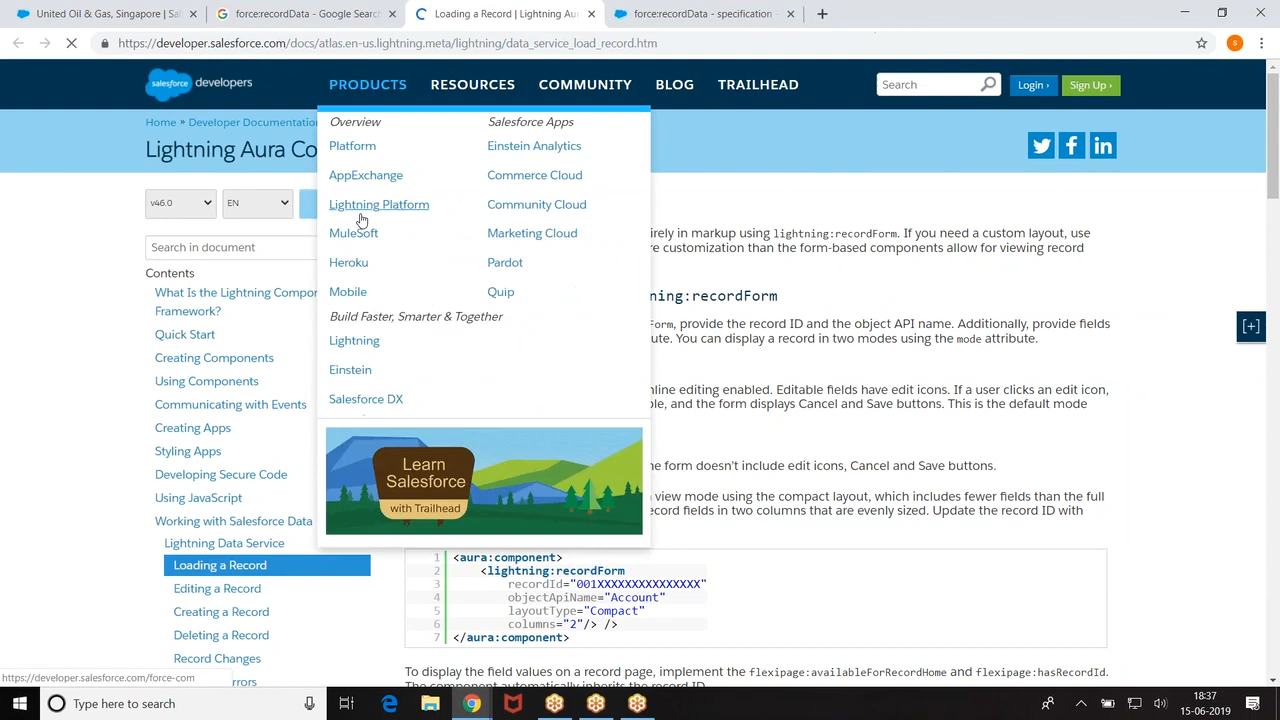 United Oil & Gas, Singapore | Sal
force:recordData - Google Search
Loading a Record | Lightning Aur
force:recordData - specification -
https://developer.salesforce.com/docs/atlas.en-us.lightning.meta/lightning/data_service_load_record.htm
S
salesforce developers
PRODUCTS
RESOURCES
COMMUNITY
BLOG
TRAILHEAD
Search
Login ›
Sign Up ›
Home » Developer Documentation
Lightning Aura Co
v46.0
EN
Search in document
Contents
What Is the Lightning Compon
Framework?
Quick Start
Creating Components
Using Components
Communicating with Events
Creating Apps
Styling Apps
Developing Secure Code
Using JavaScript
Working with Salesforce Data
Lightning Data Service
Loading a Record
Editing a Record
Creating a Record
Deleting a Record
Record Changes
rrors
Overview
Platform
AppExchange
Lightning Platform
MuleSoft
Heroku
Mobile
Build Faster, Smarter & Together
Lightning
Einstein
Salesforce DX
Salesforce Apps
Einstein Analytics
Commerce Cloud
Community Cloud
Marketing Cloud
Pardot
Quip
Learn
Salesforce
with Trailhead
irely in markup using lightning:recordForm. If you need a custom layout, use
re customization than the form-based components allow for viewing record
ning:recordForm
Form, provide the record ID and the object API name. Additionally, provide fields
ute. You can display a record in two modes using the mode attribute.
nline editing enabled. Editable fields have edit icons. If a user clicks an edit icon,
ble, and the form displays Cancel and Save buttons. This is the default mode
he form doesn't include edit icons, Cancel and Save buttons.
n view mode using the compact layout, which includes fewer fields than the full
ecord fields in two columns that are evenly sized. Update the record ID with
1 <aura:component>
2 <lightning:recordForm
3 recordId="001XXXXXXXXXXXXXXX"
4 objectApiName="Account"
5 layoutType="Compact"
6 columns="2"/> />
7 </aura:component>
To display the field values on a record page, implement the flexipage:availableForRecordHome and flexipage:hasRecordId.
The component automatically inherits the record ID.
[+]
https://developer.salesforce.com/force-com
Type here to search
18:37
15-06-2019